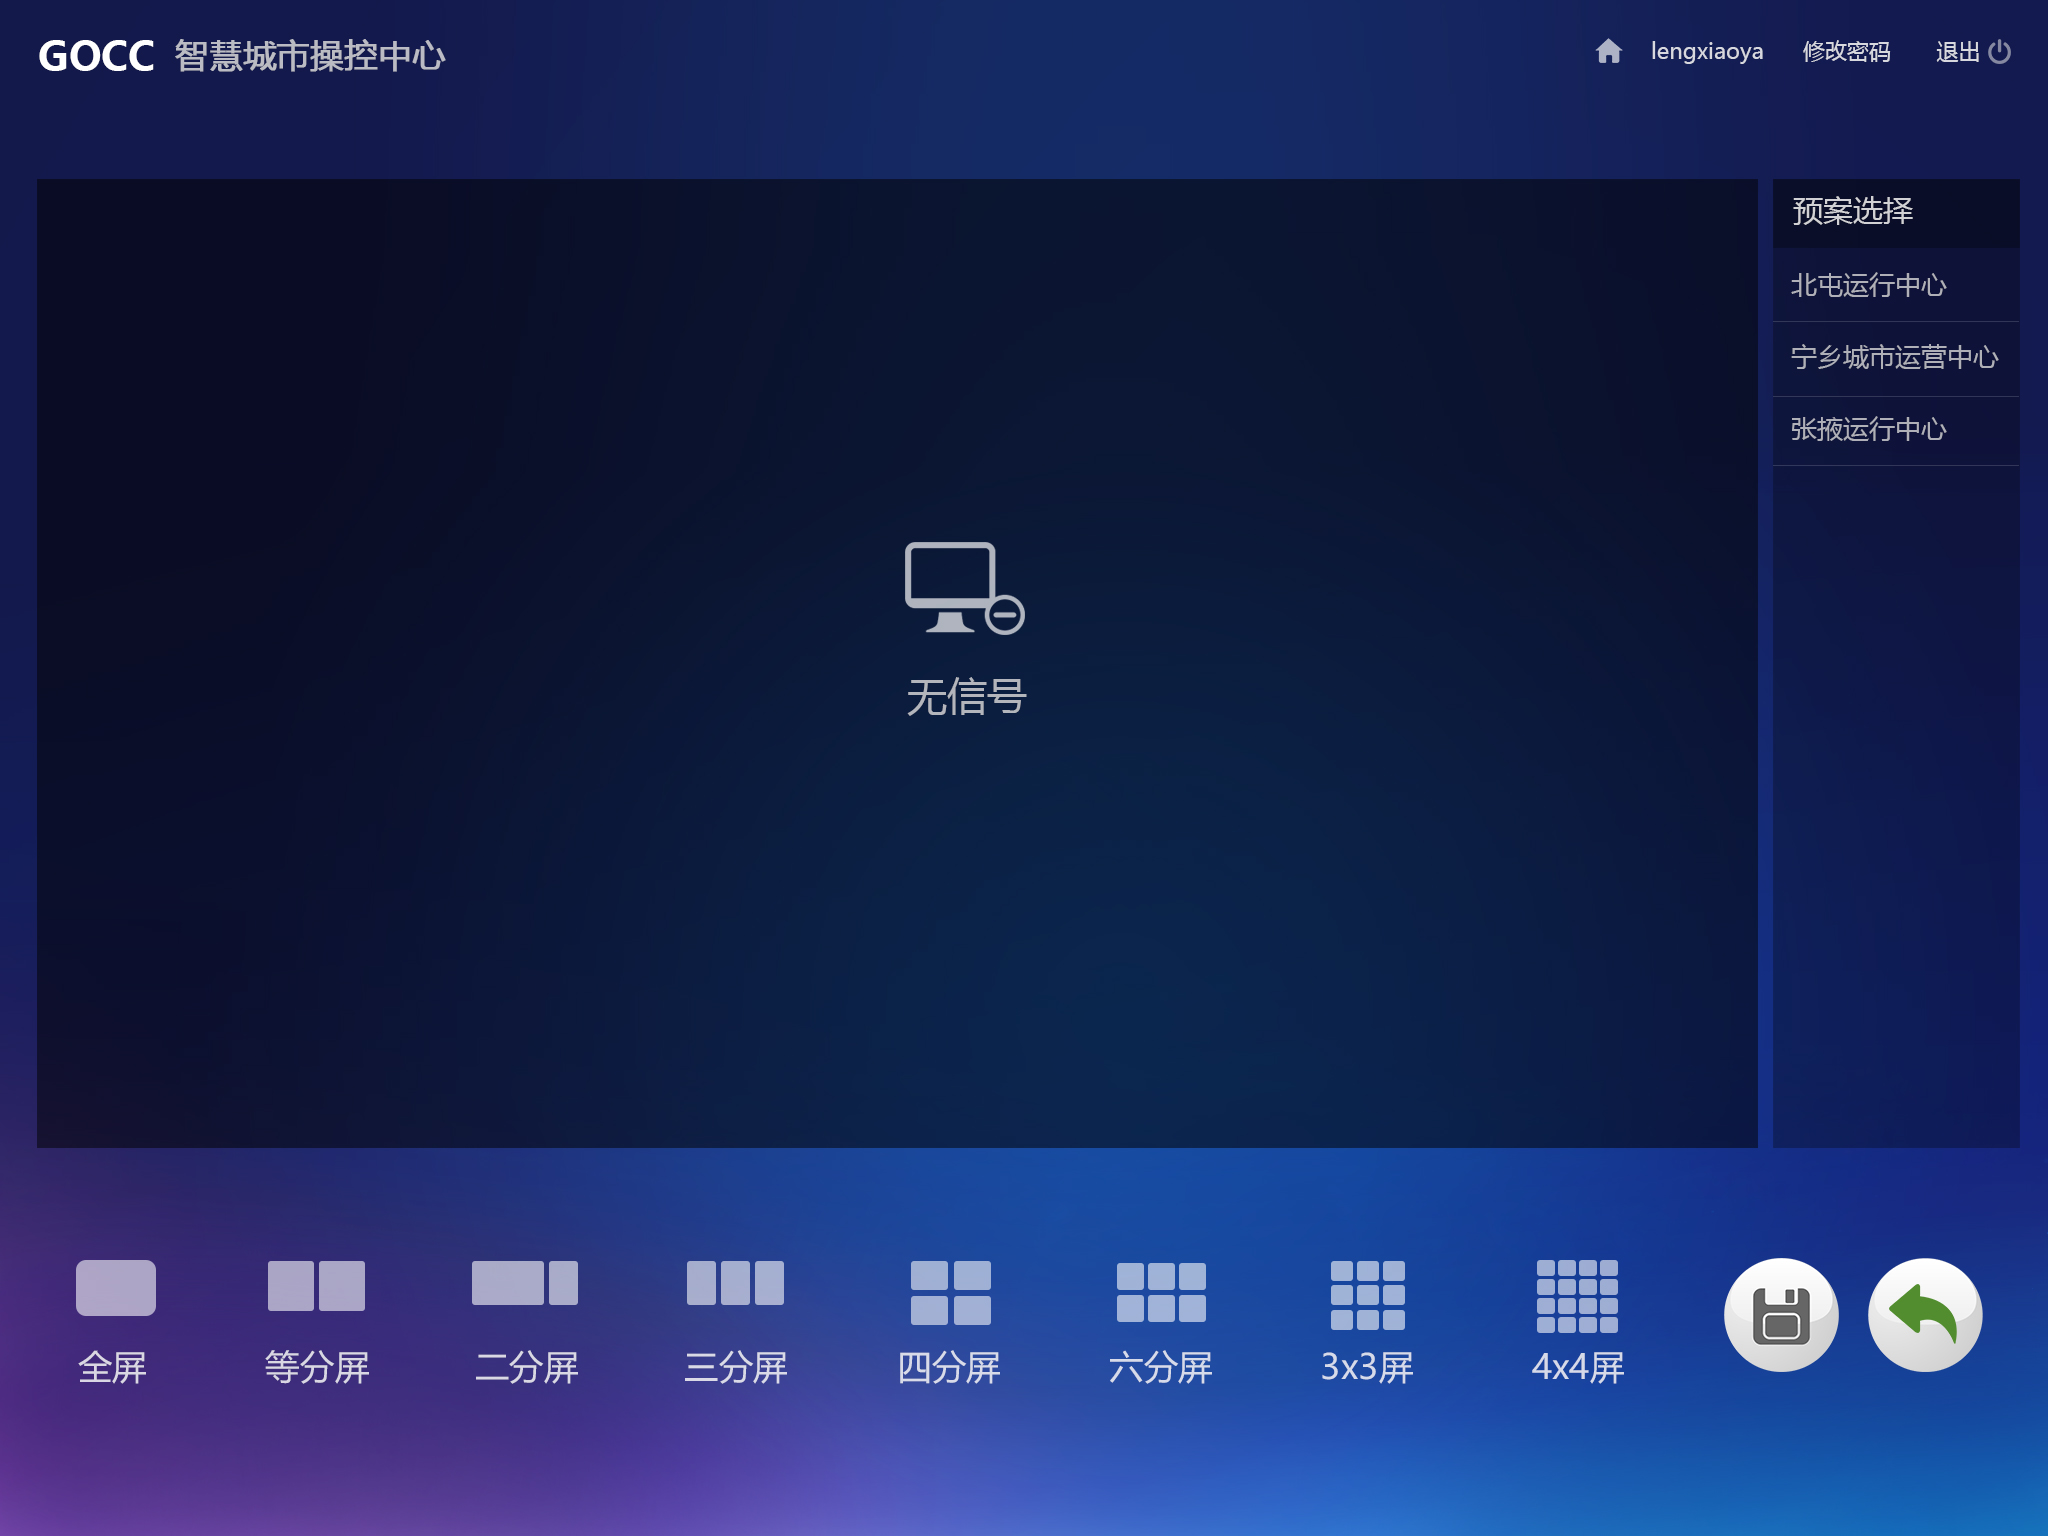 GOCC 智慧城市操控中心
lengxiaoya 修改密码 退出
预案选择
北屯运行中心
宁乡城市运营中心
张掖运行中心
无信号
全屏 等分屏 二分屏 三分屏 四分屏 六分屏 3x3屏 4x4屏